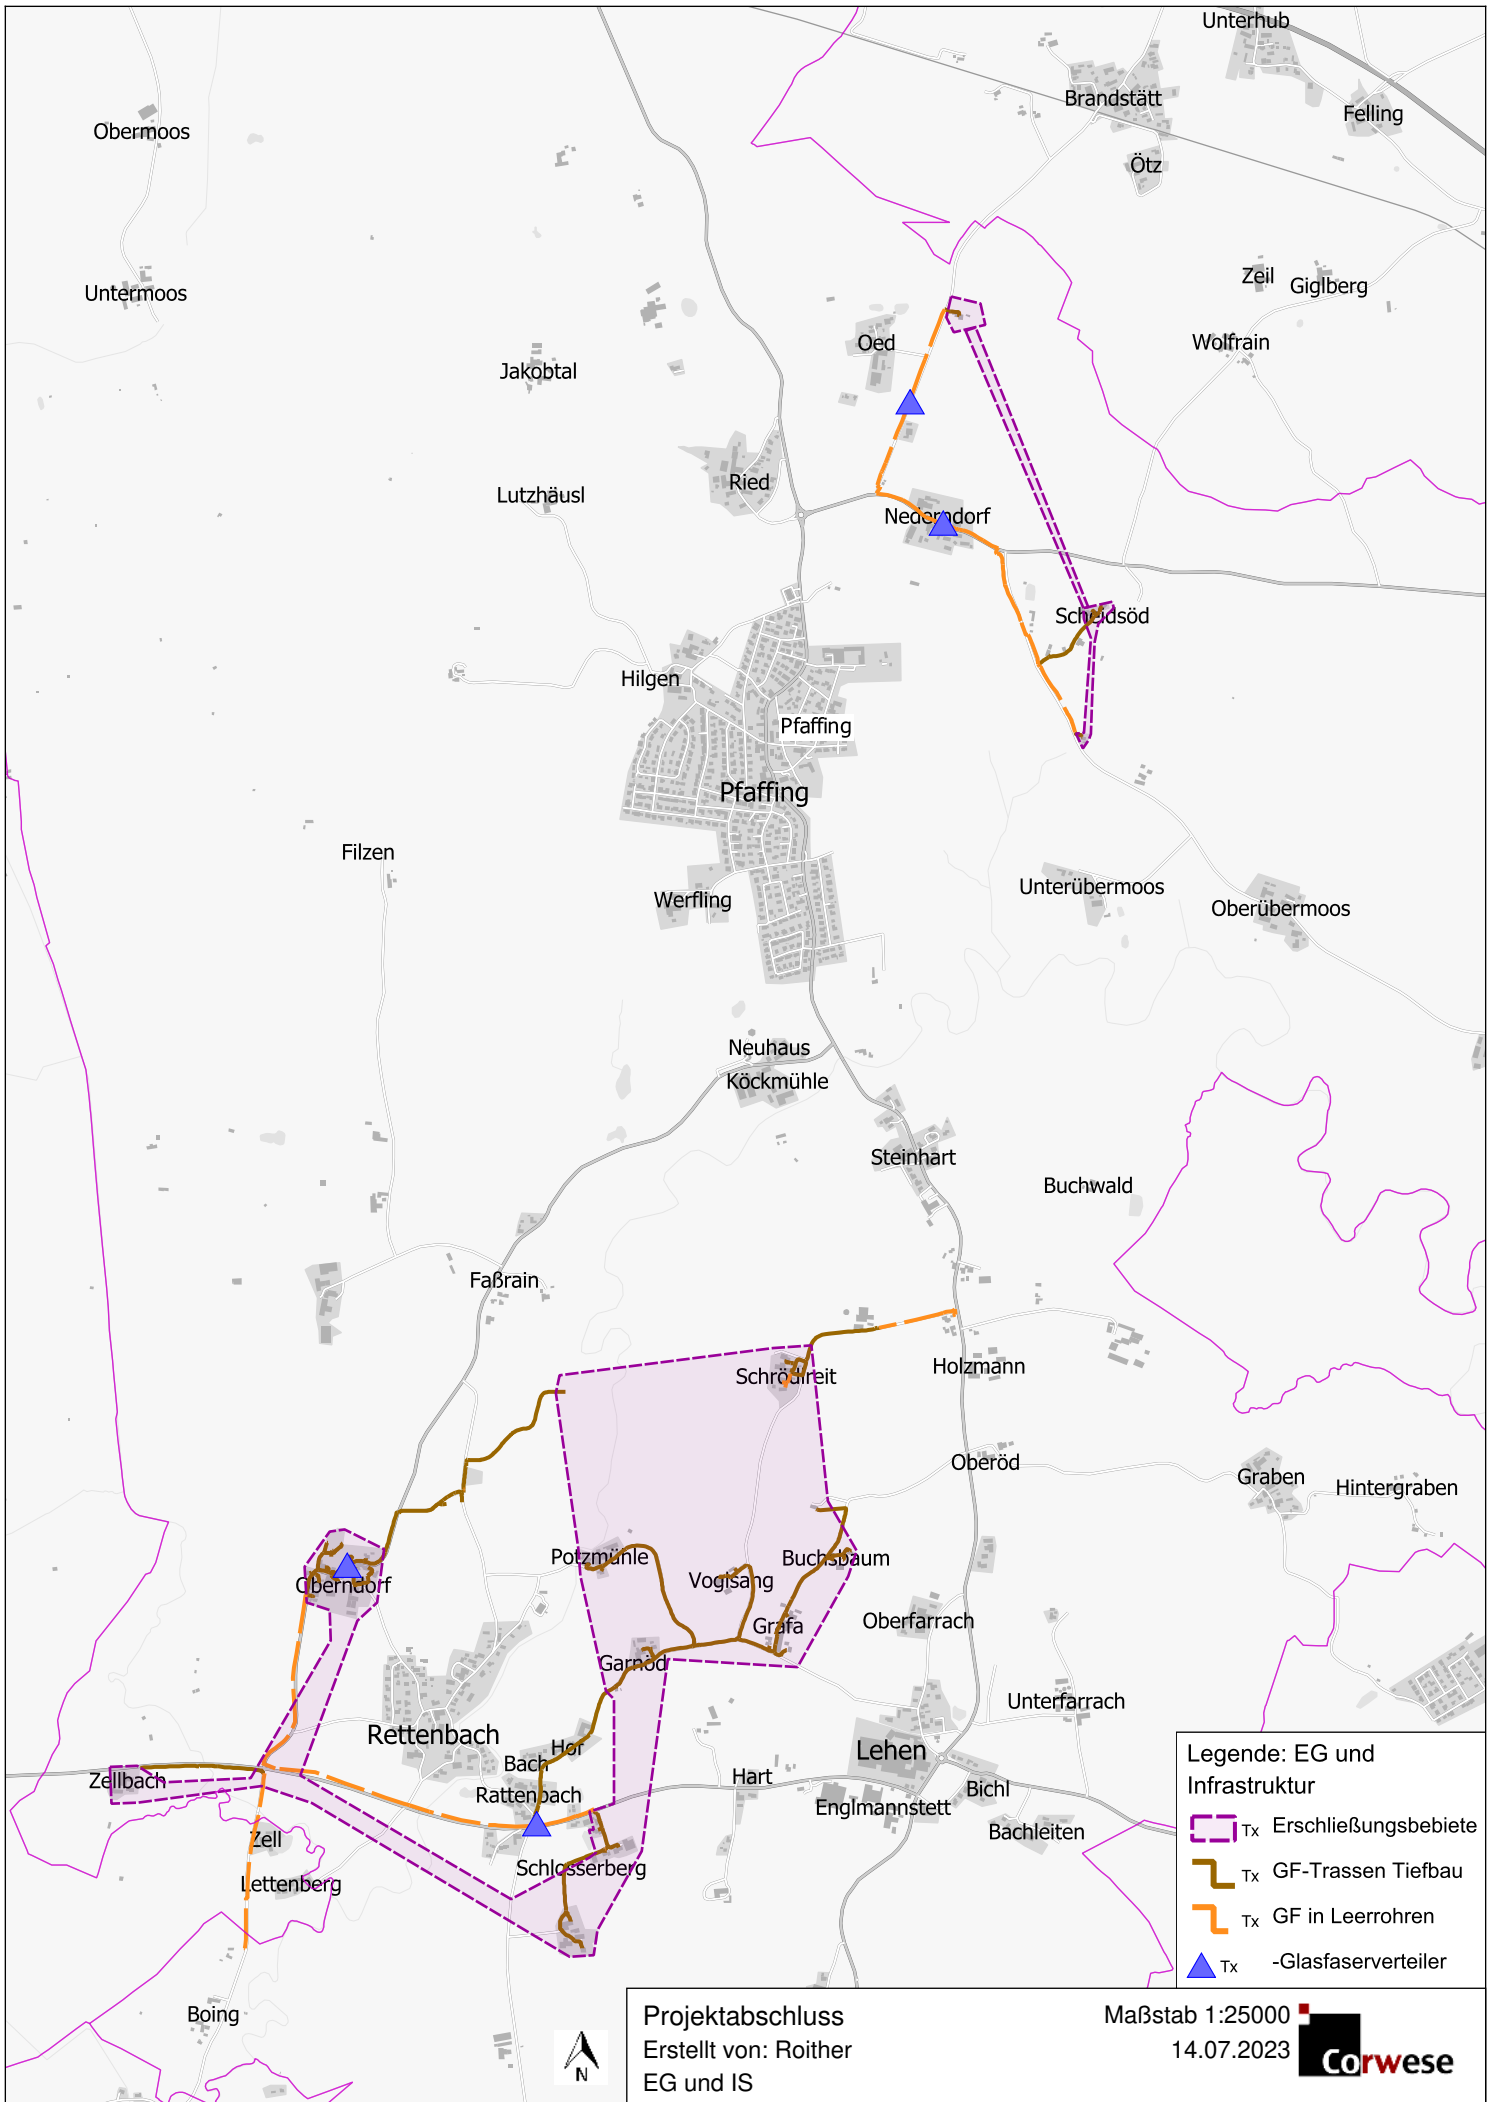 Unterhub
Brandstätt
Felling
Obermoos
Ötz
Zeil
Giglberg
Untermoos
Oed
Wolfrain
Jakobtal
Ried
Lutzhäusl
Nederndorf
Scheidsöd
Hilgen
Pfaffing
Pfaffing
Filzen
Unterübermoos
Werfling
Oberübermoos
Neuhaus
Köckmühle
Steinhart
Buchwald
Faßrain
Holzmann
Schrödlreit
Oberöd
Graben
Hintergraben
Potzmühle
Buchsbaum
Voglsang
Oberndorf
Oberfarrach
Grafa
Garnöd
Unterfarrach
Rettenbach
Hof
Lehen
Bach
Zellbach
Hart
Rattenbach
Bichl
Englmannstett
Bachleiten
Zell
Schlosserberg
Lettenberg
Boing
Legende: EG und
Infrastruktur
Tx Erschließungsbebiete
Tx GF-Trassen Tiefbau
Tx GF in Leerrohren
Tx -Glasfaserverteiler
N
Projektabschluss
Erstellt von: Roither
EG und IS
Maßstab 1:25000
14.07.2023
Corwese